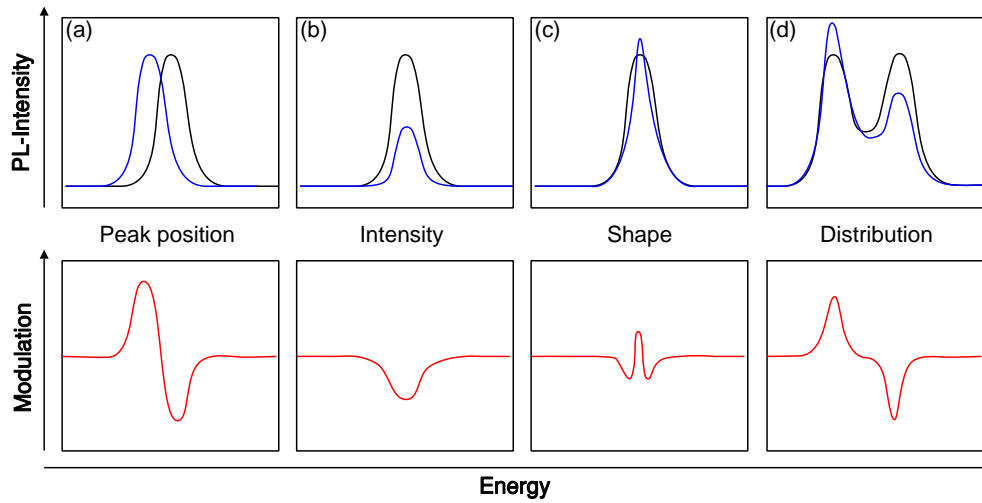 (a)
(b)
(c)
(d)
PL-Intensity
Peak position
Intensity
Shape
Distribution
Modulation
Energy